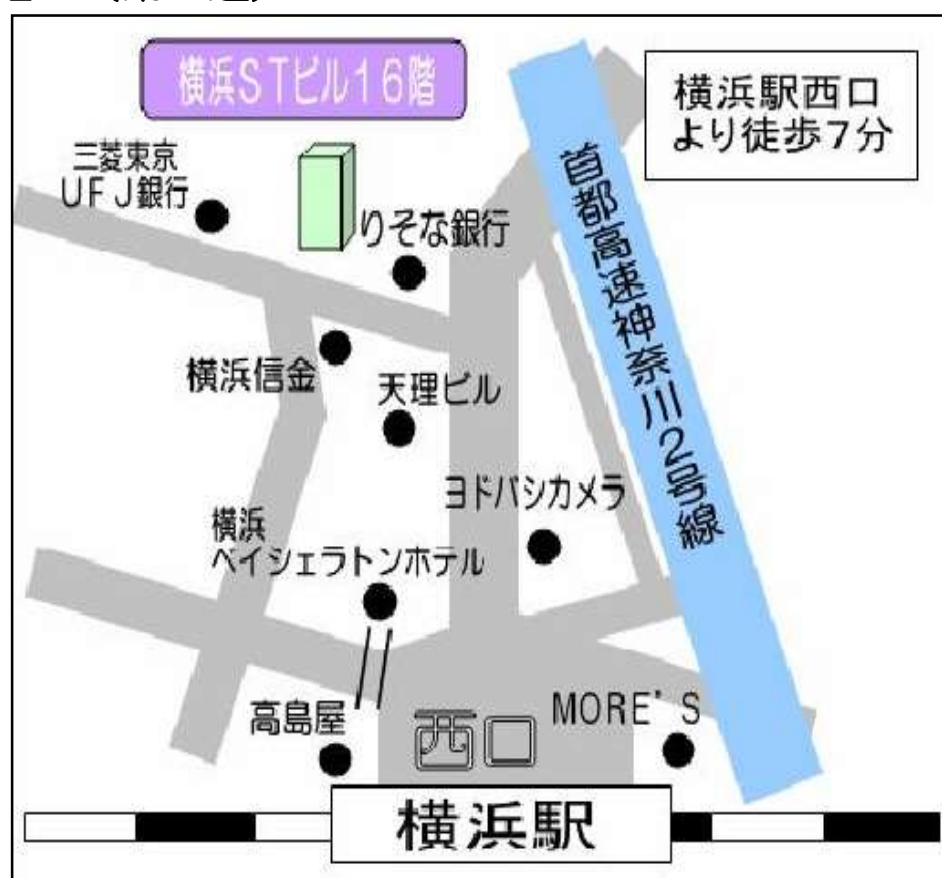 横浜STビル16階
横浜駅西口
より徒歩7分
三菱東京
UFJ銀行
りそな銀行
首都高速神奈川2号線
横浜信金
天理ビル
ヨドバシカメラ
横浜
ベイシェラトンホテル
高島屋
西口
MORE'S
横浜駅